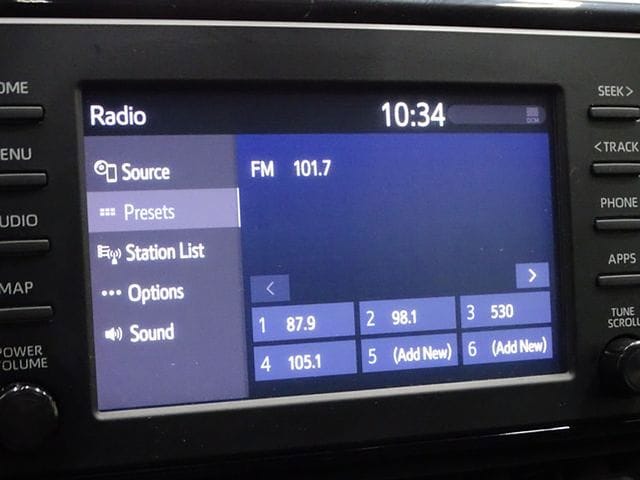 OME
ENU
UDIO
MAP
POWER
VOLUME
Radio
10:34
DCM
Source
Presets
Station List
Options
Sound
FM 101.7
<
>
1 87.9
2 98.1
3 530
4 105.1
5 (Add New)
6 (Add New)
SEEK>
<TRACK
PHONE
APPS
TUNE
SCROLL